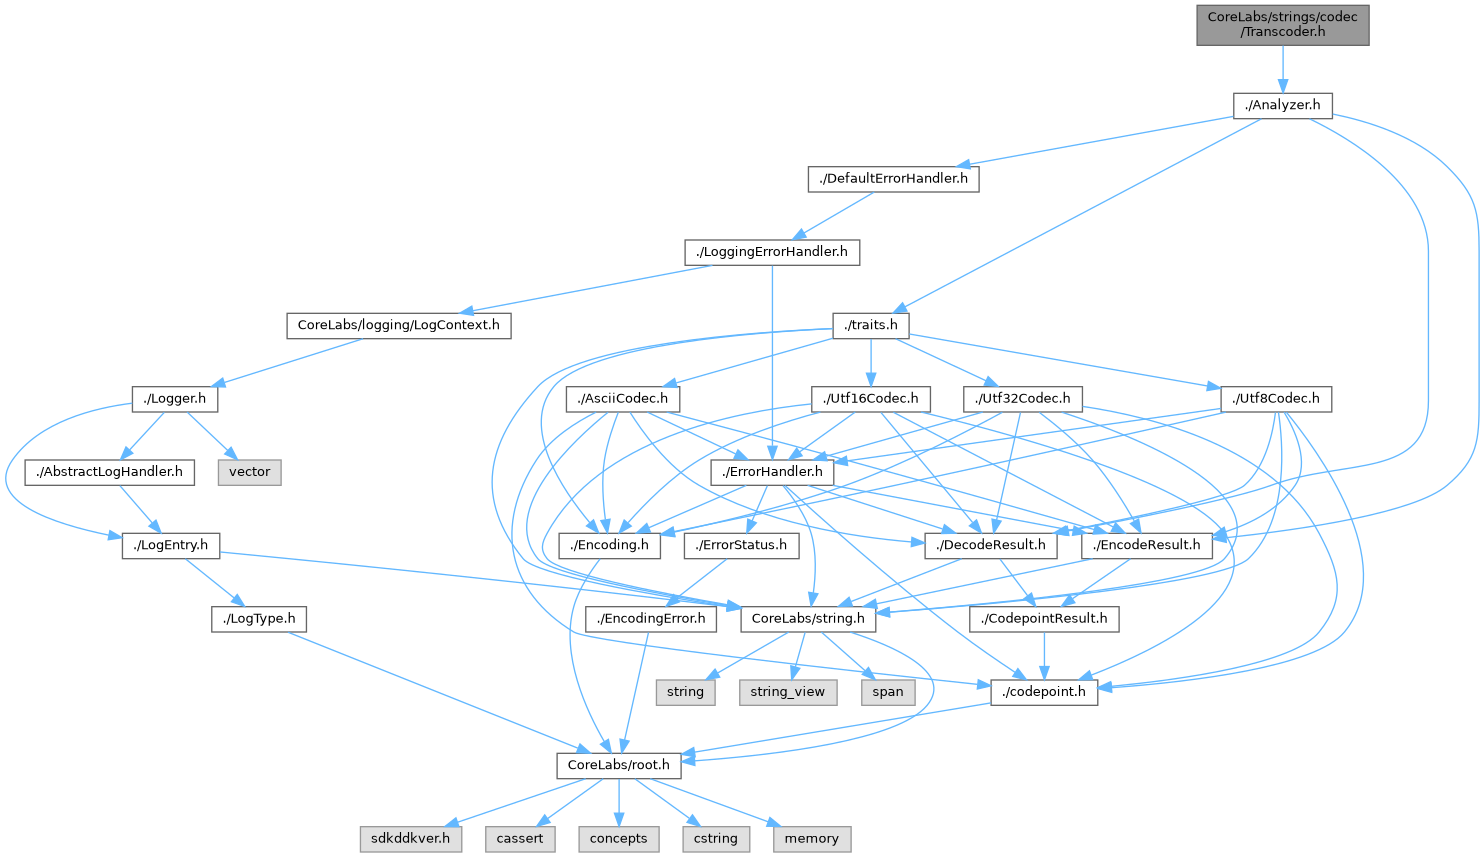 CoreLabs/strings/codec
/Transcoder.h
./Analyzer.h
./DefaultErrorHandler.h
./LoggingErrorHandler.h
CoreLabs/logging/LogContext.h
./traits.h
./Logger.h
./AsciiCodec.h
./Utf16Codec.h
./Utf32Codec.h
./Utf8Codec.h
./AbstractLogHandler.h
vector
./ErrorHandler.h
./LogEntry.h
./Encoding.h
./ErrorStatus.h
./DecodeResult.h
./EncodeResult.h
./LogType.h
./EncodingError.h
CoreLabs/string.h
./CodepointResult.h
string
string_view
span
./codepoint.h
CoreLabs/root.h
sdkddkver.h
cassert
concepts
cstring
memory